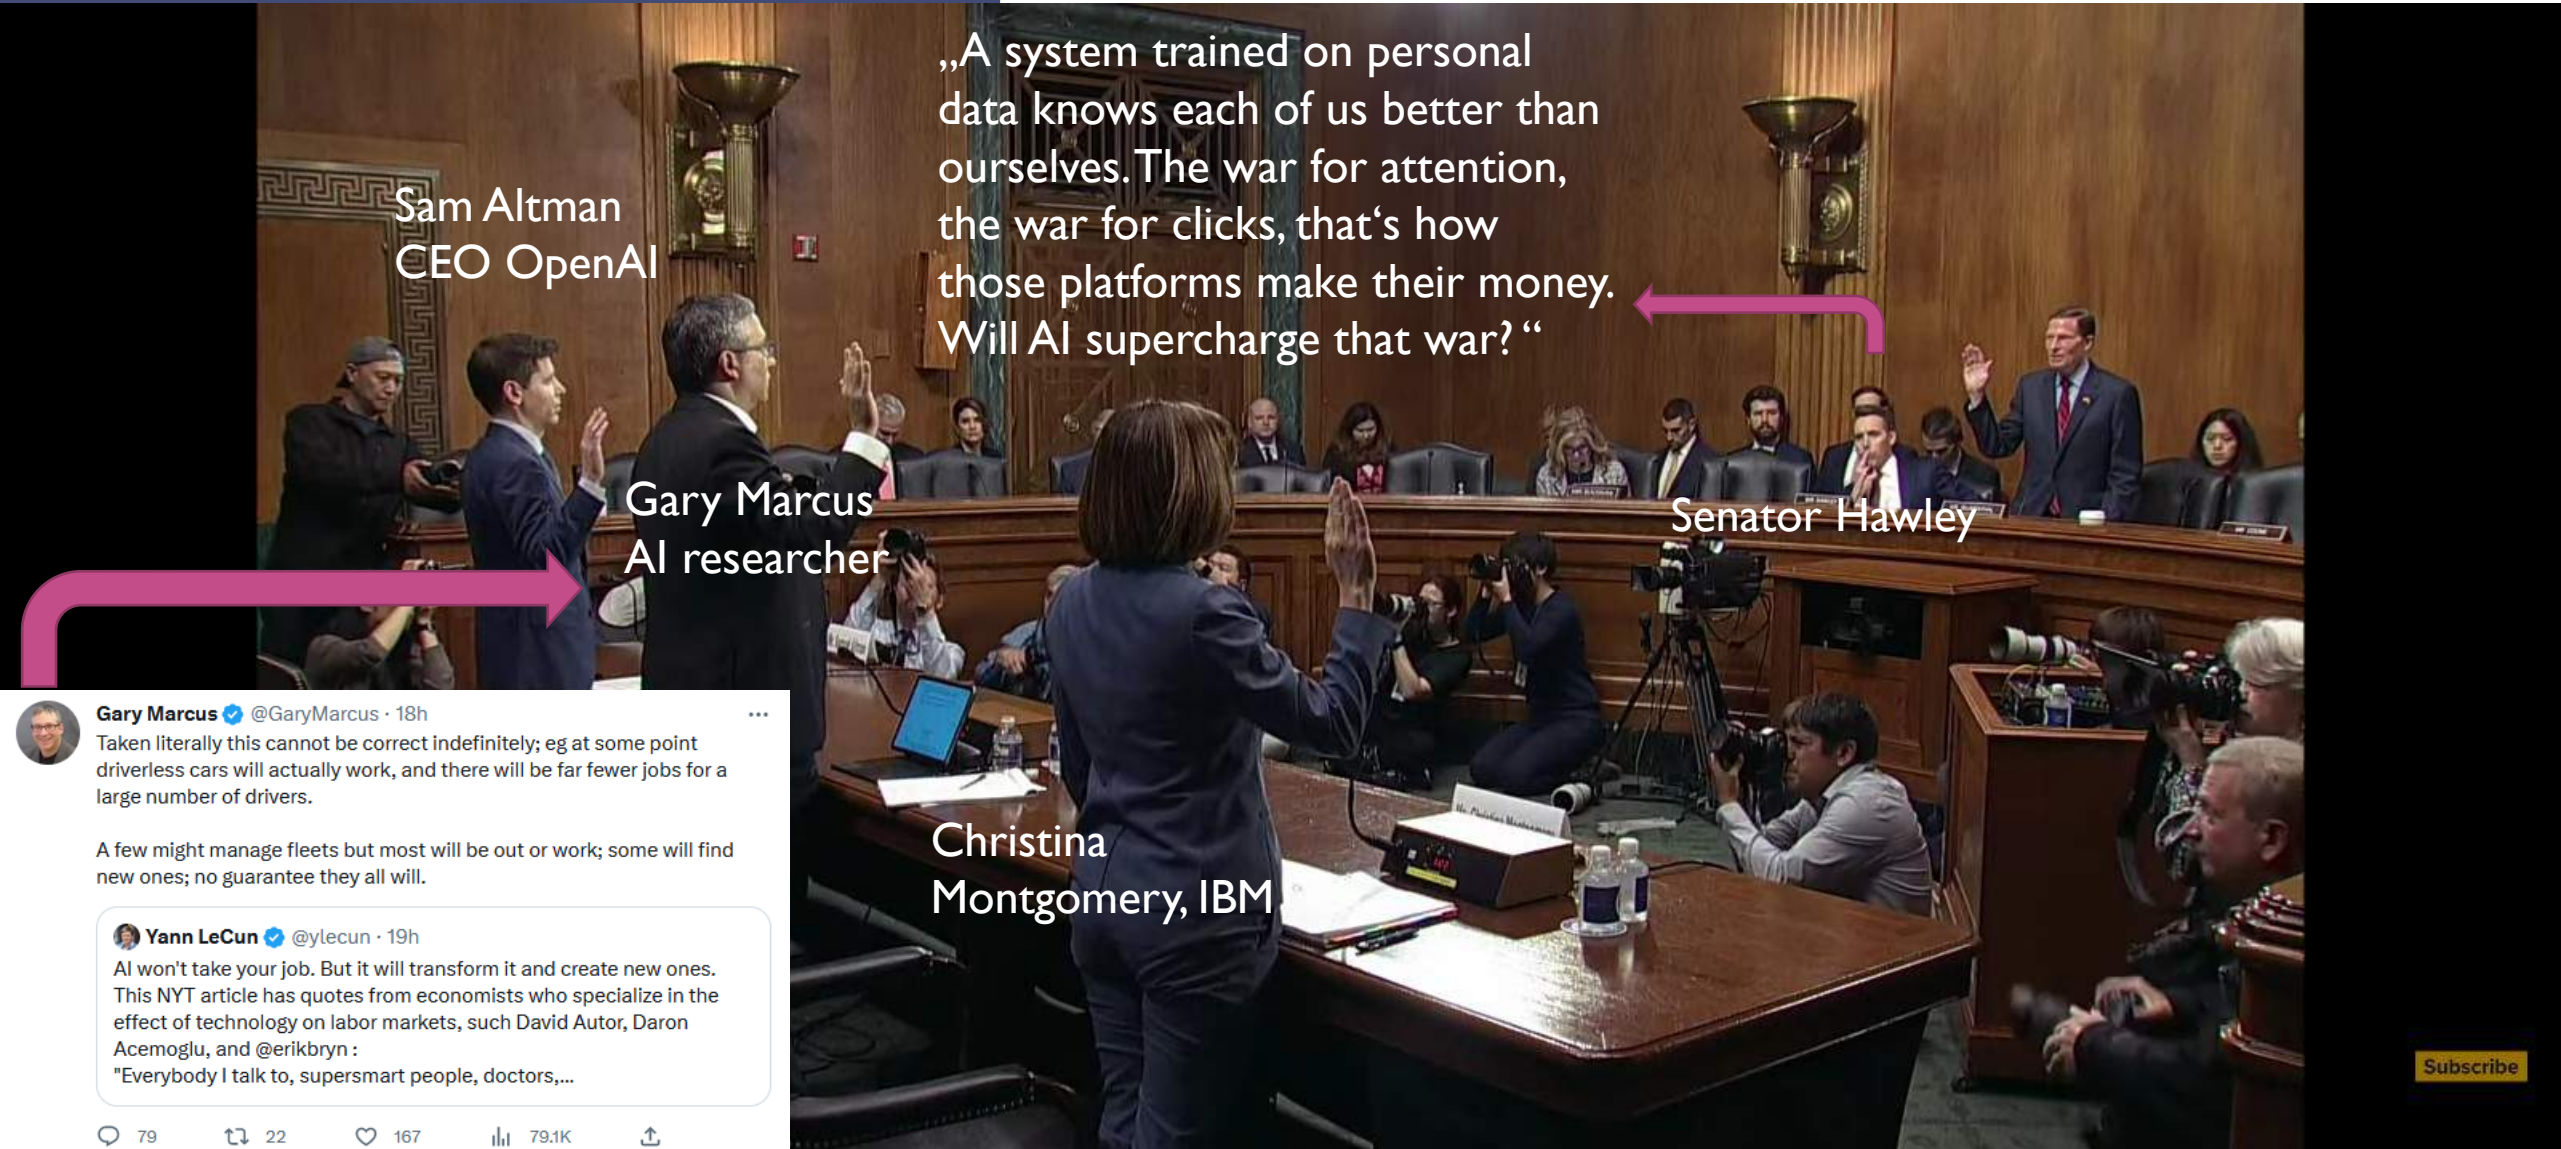 „A system trained on personal
data knows each of us better than
ourselves. The war for attention,
the war for clicks, that‘s how
those platforms make their money.
Will AI supercharge that war? “
Sam Altman
CEO OpenAI
Gary Marcus
AI researcher
Senator Hawley
Christina
Montgomery, IBM
Gary Marcus @GaryMarcus · 18h
Taken literally this cannot be correct indefinitely; eg at some point
driverless cars will actually work, and there will be far fewer jobs for a
large number of drivers.
A few might manage fleets but most will be out or work; some will find
new ones; no guarantee they all will.
Yann LeCun @ylecun · 19h
AI won't take your job. But it will transform it and create new ones.
This NYT article has quotes from economists who specialize in the
effect of technology on labor markets, such David Autor, Daron
Acemoglu, and @erikbryn :
"Everybody I talk to, supersmart people, doctors,...
79 22 167 79.1K
Ms. Christina Montgomery
Subscribe